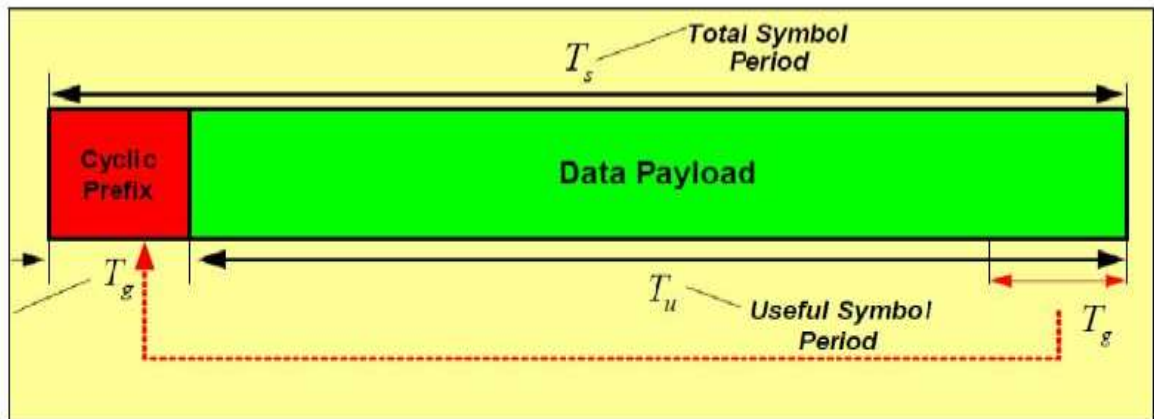 Total Symbol
Period
T_s
Cyclic
Prefix
Data Payload
T_g
T_u
Useful Symbol
Period
T_g